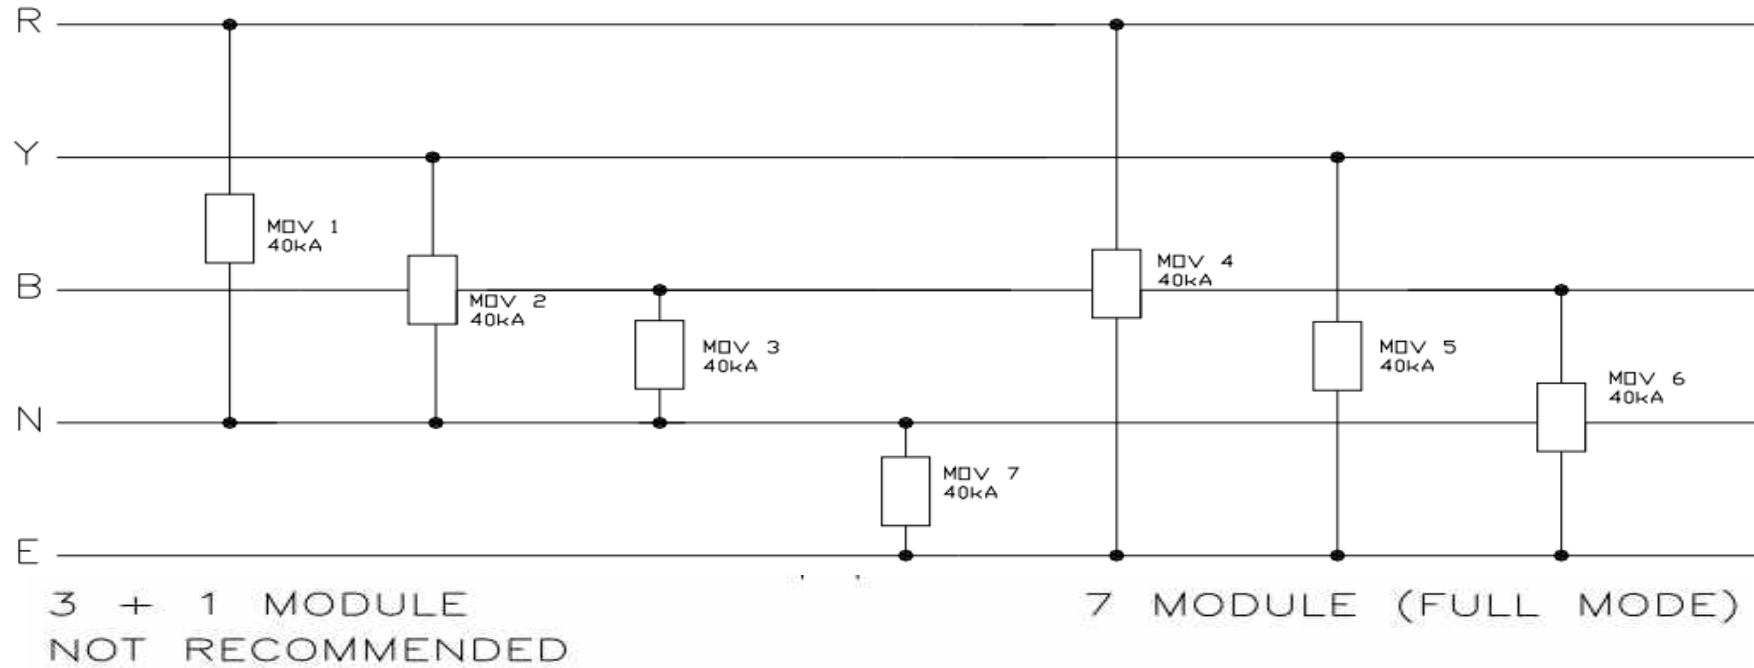 R
Y
MOV 1
40kA
B
MOV 2
40kA
MOV 3
40kA
MOV 4
40kA
MOV 5
40kA
MOV 6
40kA
N
MOV 7
40kA
E
3 + 1 MODULE
NOT RECOMMENDED
7 MODULE (FULL MODE)